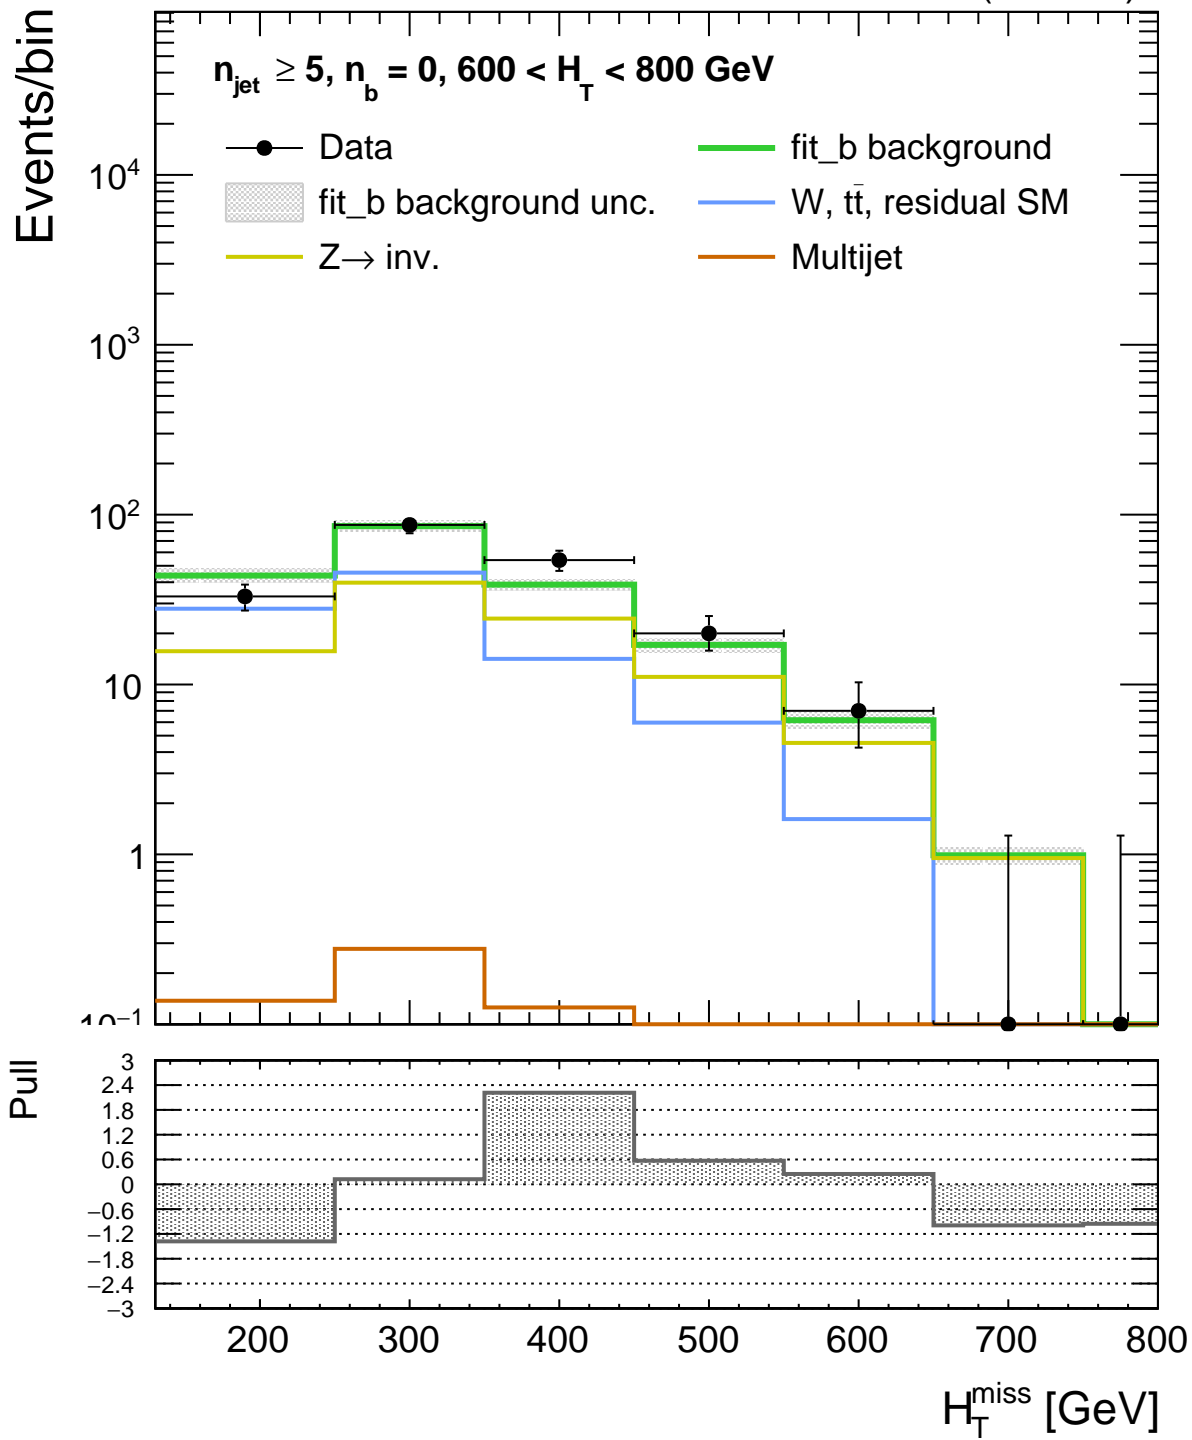 Events/bin
n_jet ≥ 5, n_b = 0, 600 < H_T < 800 GeV
Data
fit_b background
fit_b background unc.
W, tt̄, residual SM
Z→ inv.
Multijet
10^4
10^3
10^2
10
1
10^−1
Pull
3
2.4
1.8
1.2
0.6
0
−0.6
−1.2
−1.8
−2.4
−3
200 300 400 500 600 700 800
H_T^miss [GeV]